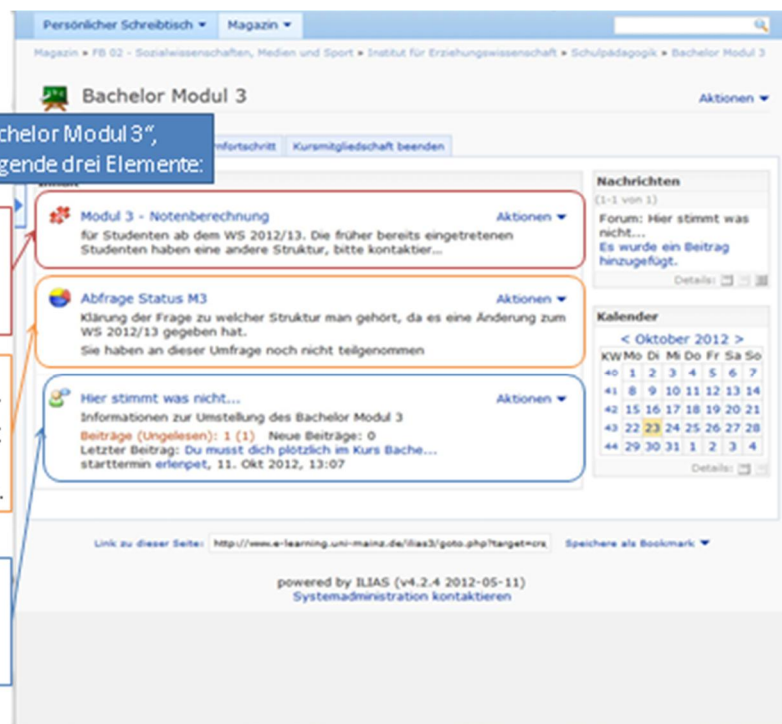 Persönlicher Schreibtisch Magazin
Magazin » FB 02 - Sozialwissenschaften, Medien und Sport » Institut für Erziehungswissenschaft » Schulpädagogik » Bachelor Modul 3
Bachelor Modul 3
Aktionen
chelor Modul 3“,
gende drei Elemente:
rnfortschritt Kursmitgliedschaft beenden
Modul 3 - Notenberechnung Aktionen
für Studenten ab dem WS 2012/13. Die früher bereits eingetretenen
Studenten haben eine andere Struktur, bitte kontaktier...
Abfrage Status M3 Aktionen
Klärung der Frage zu welcher Struktur man gehört, da es eine Änderung zum
WS 2012/13 gegeben hat.
Sie haben an dieser Umfrage noch nicht teilgenommen
Hier stimmt was nicht... Aktionen
Informationen zur Umstellung des Bachelor Modul 3
Beiträge (Ungelesen): 1 (1) Neue Beiträge: 0
Letzter Beitrag: Du musst dich plötzlich im Kurs Bache...
starttermin erlenpet, 11. Okt 2012, 13:07
Nachrichten
(1-1 von 1)
Forum: Hier stimmt was
nicht...
Es wurde ein Beitrag
hinzugefügt.
Details:
Kalender
< Oktober 2012 >
KW Mo Di Mi Do Fr Sa So
40 1 2 3 4 5 6 7
41 8 9 10 11 12 13 14
42 15 16 17 18 19 20 21
43 22 23 24 25 26 27 28
44 29 30 31 1 2 3 4
Details:
Link zu dieser Seite: http://www.e-learning.uni-mainz.de/ilias3/goto.php?target=crs Speichere als Bookmark
powered by ILIAS (v4.2.4 2012-05-11)
Systemadministration kontaktieren